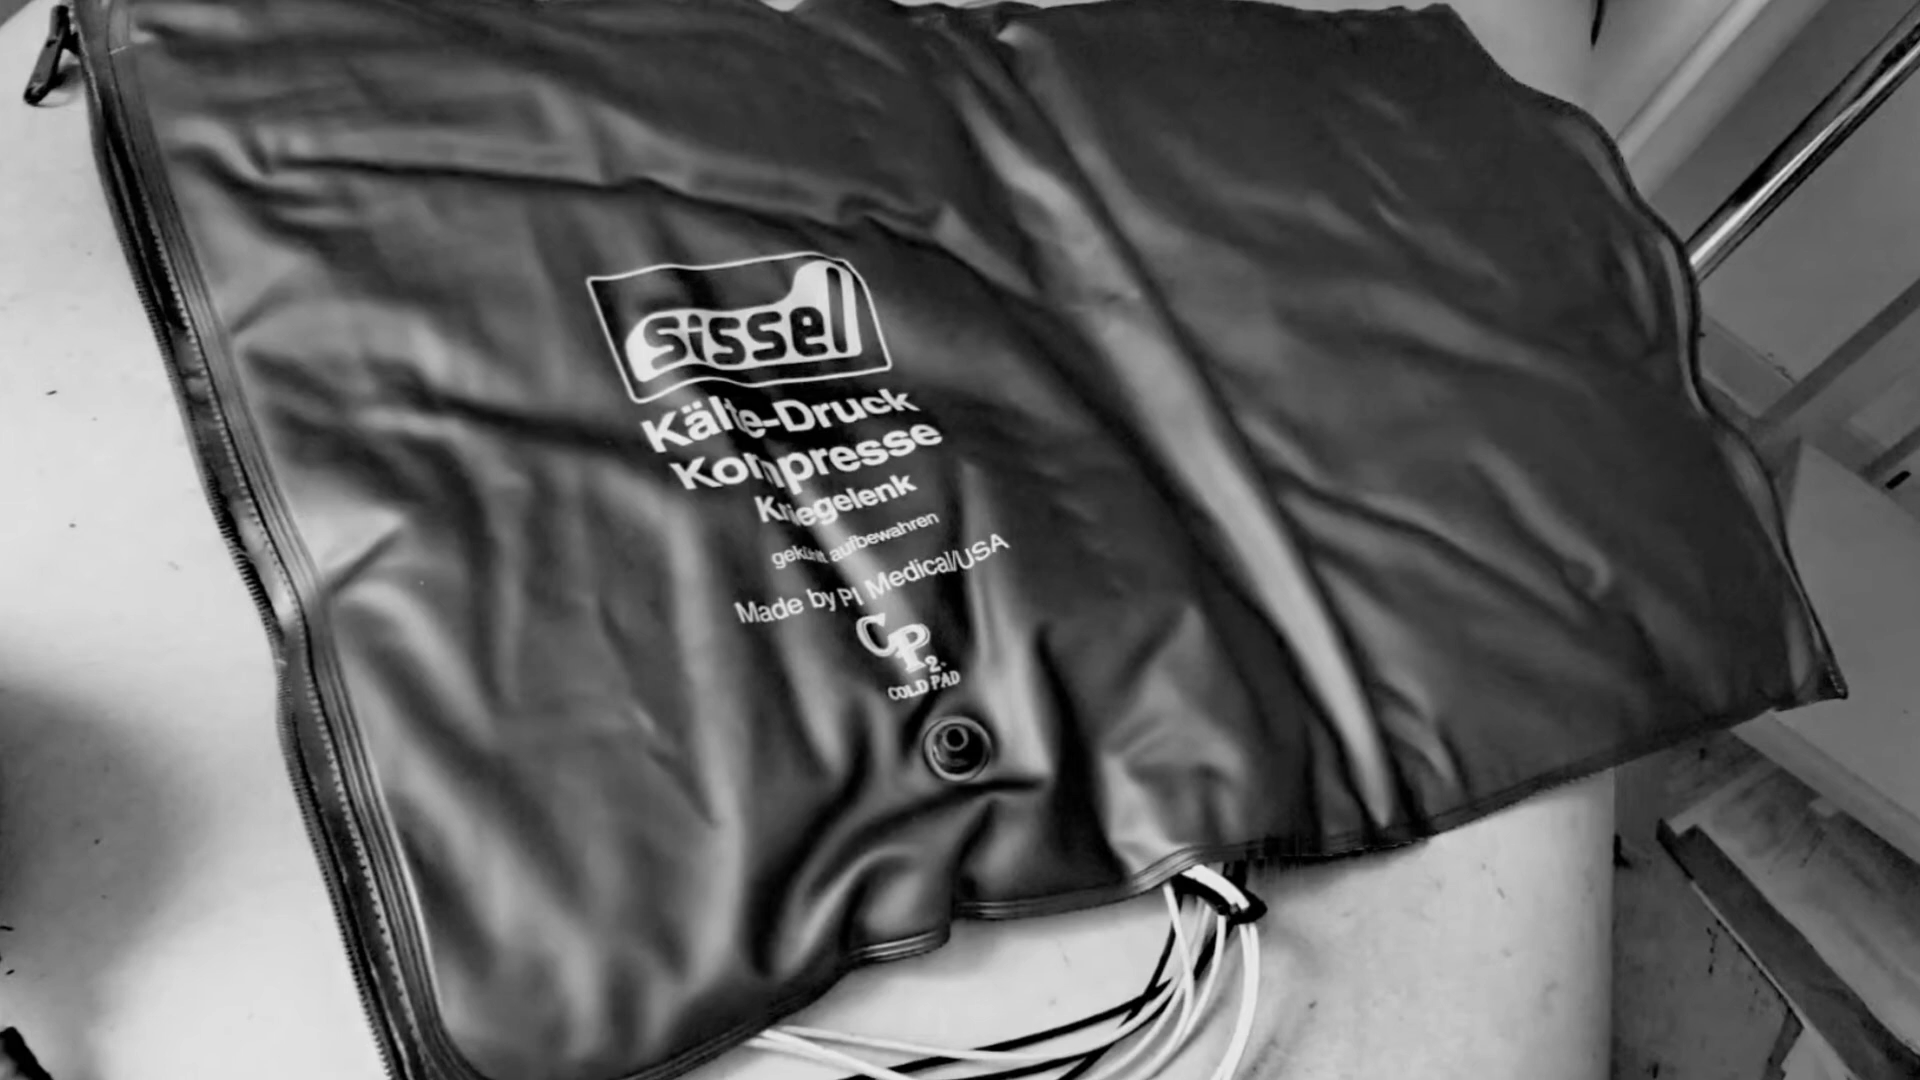 sissel
Kälte-Druck
Kompresse
Kniegelenk
gekühlt aufbewahren
Made by PI Medical/USA
CP2
COLD PAD